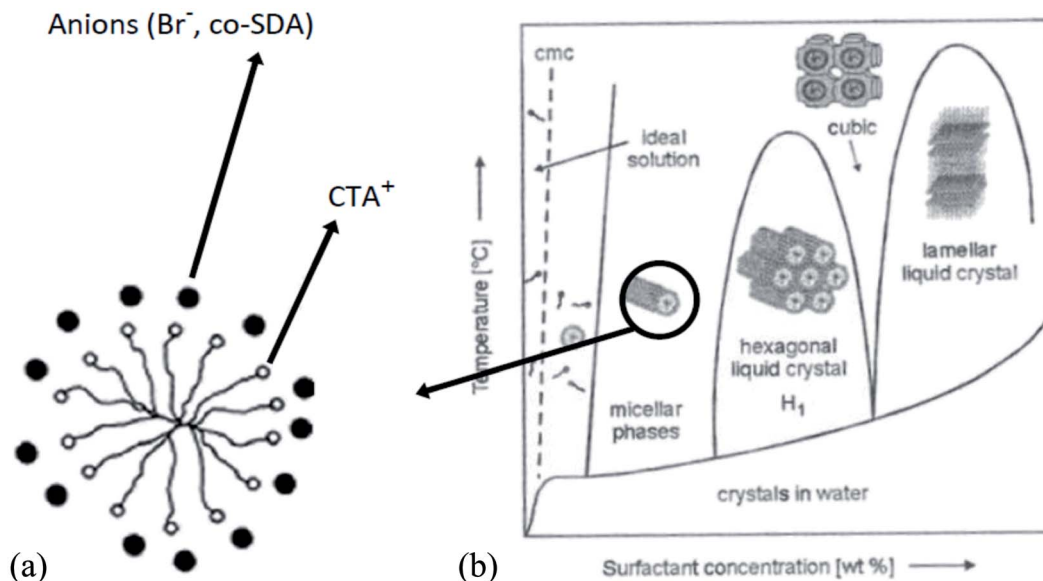 Anions (Br⁻, co-SDA)
CTA⁺
(a)
cmc
ideal
solution
cubic
lamellar
liquid crystal
hexagonal
liquid crystal
H₁
micellar
phases
crystals in water
Temperature [°C]
(b)
Surfactant concentration [wt %]